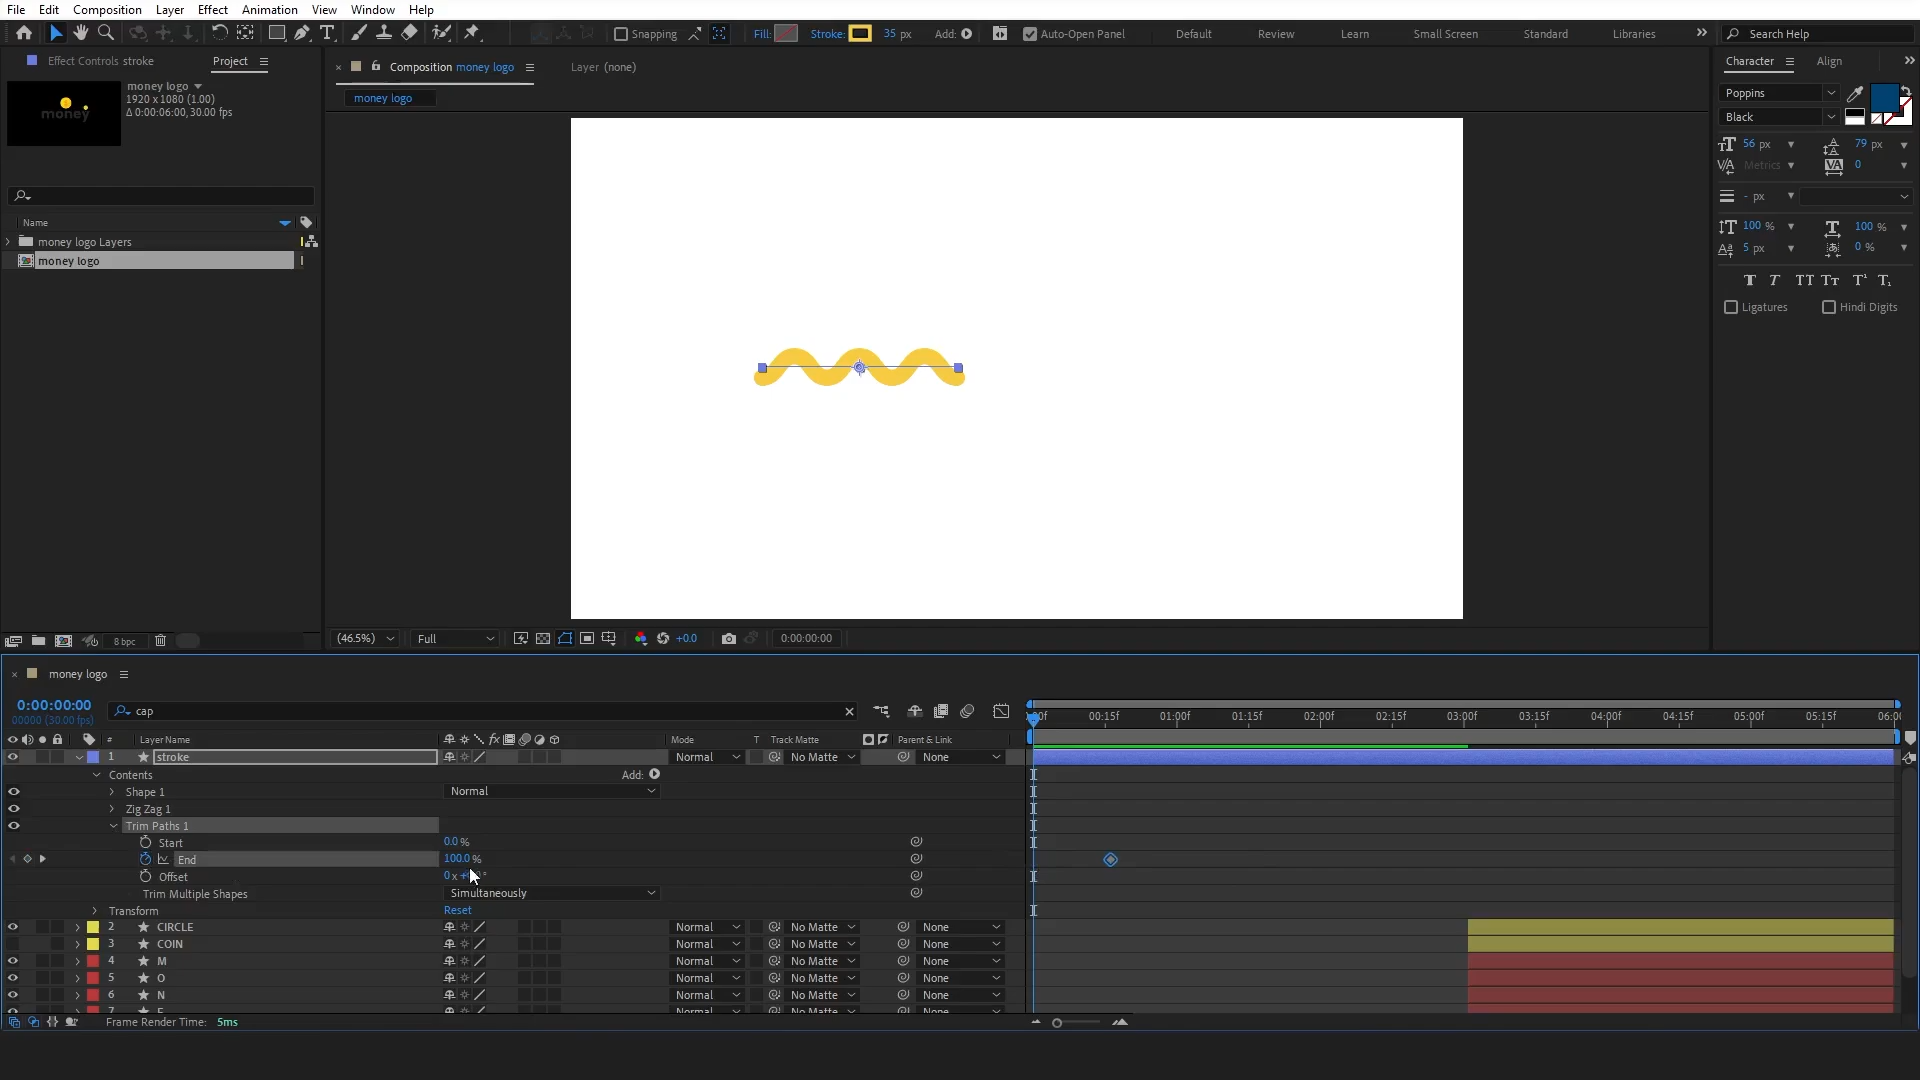 File Edit Composition Layer Effect Animation View Window Help
Snapping Fill: Stroke: 35 px Add: Auto-Open Panel Default Review Learn Small Screen Standard Libraries Search Help
Effect Controls stroke Project
Composition money logo Layer (none)
Character Align
money logo
1920 x 1080 (1.00)
Δ 0:00:06:00, 30.00 fps
money
money logo
Poppins
Black
56 px 79 px
Metrics 0
- px
100 % 100 %
5 px 0 %
Ligatures Hindi Digits
Name
money logo Layers
money logo
8 bpc
(46.5%) Full +0.0 0:00:00:00
money logo
0:00:00:00
00000 (30.00 fps)
cap
00:15f 01:00f 01:15f 02:00f 02:15f 03:00f 03:15f 04:00f 04:15f 05:00f 05:15f 06:00
# Layer Name Mode T Track Matte Parent & Link
1 stroke Normal No Matte None
Contents Add:
Shape 1 Normal
Zig Zag 1
Trim Paths 1
Start 0.0 %
End 100.0 %
Offset 0 x
Trim Multiple Shapes Simultaneously
Transform Reset
2 CIRCLE Normal No Matte None
3 COIN Normal No Matte None
4 M Normal No Matte None
5 O Normal No Matte None
6 N Normal No Matte None
7 Normal No Matte None
Frame Render Time: 5ms